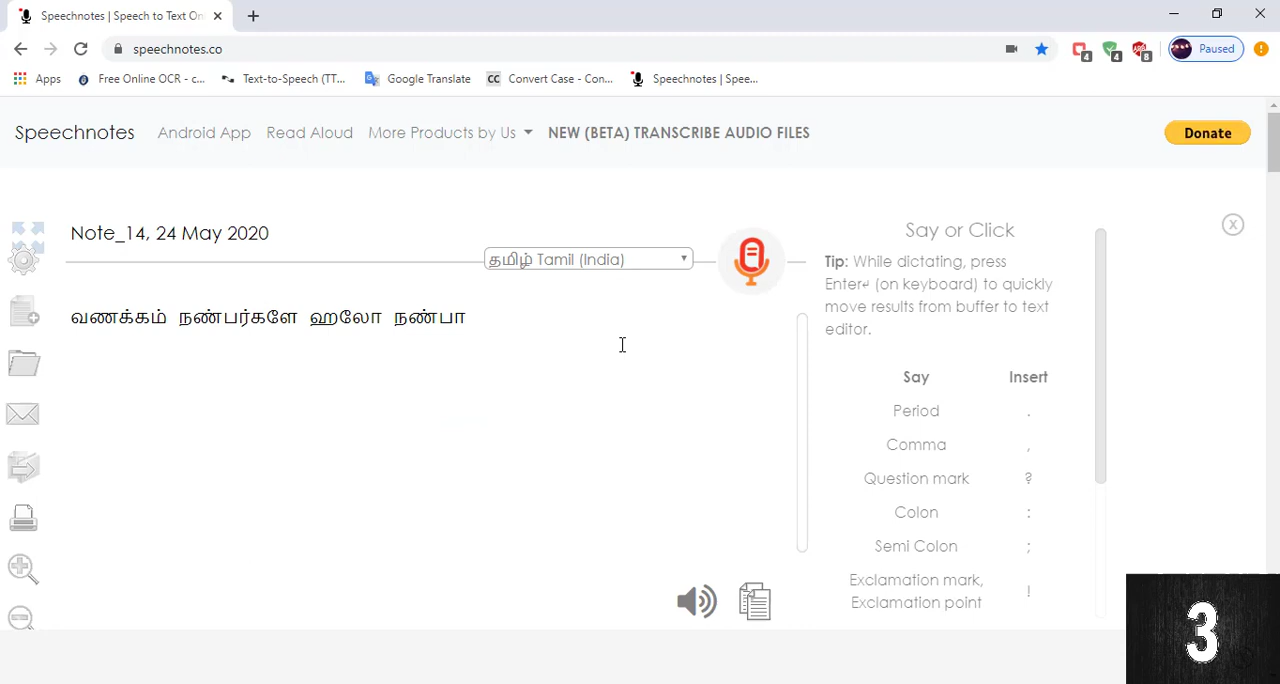 Speechnotes | Speech to Text On
speechnotes.co
Paused
Apps
Free Online OCR - c...
Text-to-Speech (TT...
Google Translate
CC Convert Case - Con...
Speechnotes | Spee...
4 4 8
Speechnotes
Android App
Read Aloud
More Products by Us
NEW (BETA) TRANSCRIBE AUDIO FILES
Donate
Note_14, 24 May 2020
தமிழ் Tamil (India)
வணக்கம் நண்பர்களே ஹலோ நண்பா
Say or Click
X
Tip: While dictating, press
Enter↵ (on keyboard) to quickly
move results from buffer to text
editor.
Say Insert
Period .
Comma ,
Question mark ?
Colon :
Semi Colon ;
Exclamation mark,
Exclamation point !
3